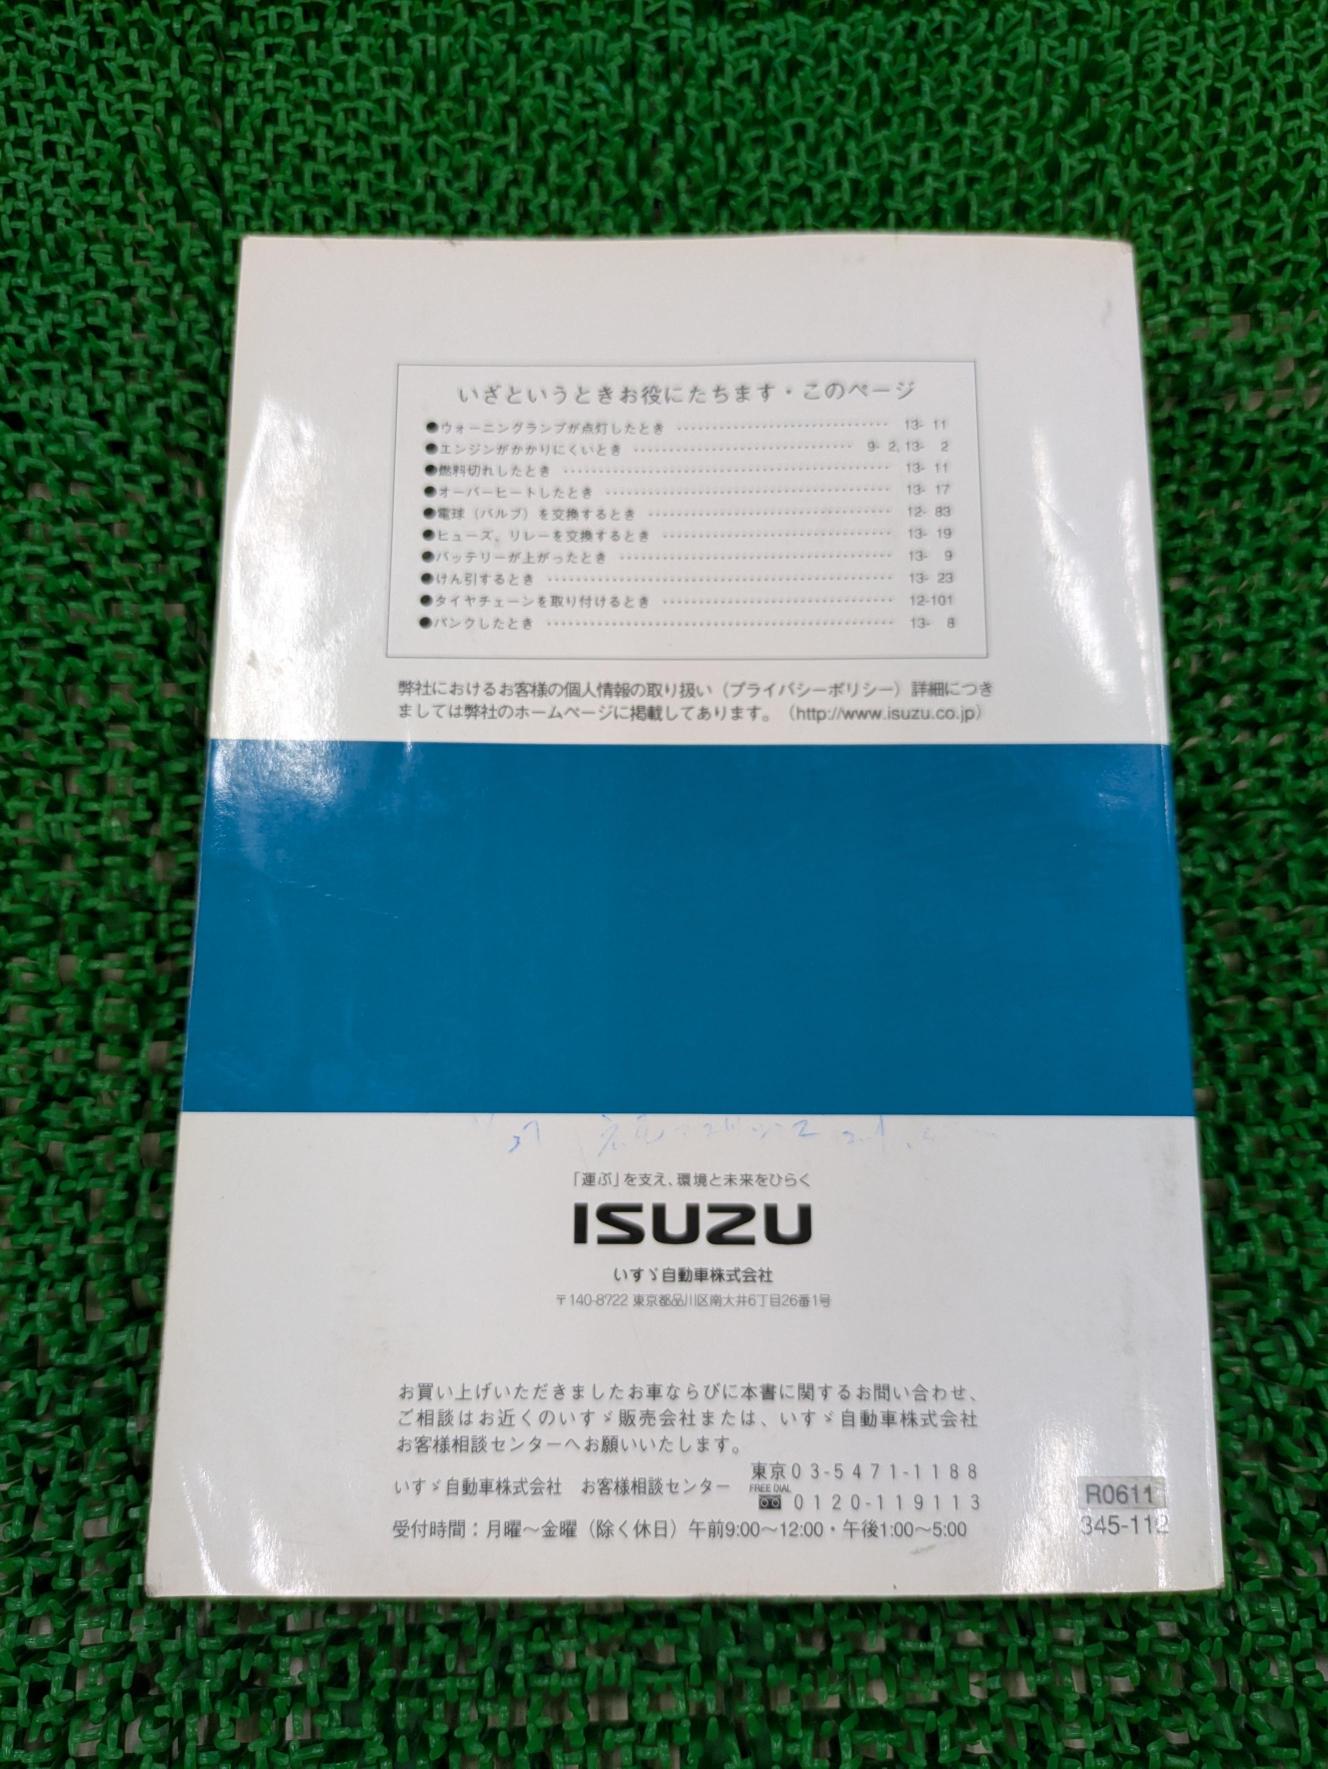 いざというときお役にたちます・このページ
●ウォーニングランプが点灯したとき ………………………… 13- 11
●エンジンがかかりにくいとき ………………………… 9- 2, 13- 2
●燃料切れしたとき ………………………… 13- 11
●オーバーヒートしたとき ………………………… 13- 17
●電球（バルブ）を交換するとき ………………………… 12- 83
●ヒューズ、リレーを交換するとき ………………………… 13- 19
●バッテリーが上がったとき ………………………… 13- 9
●けん引するとき ………………………… 13- 23
●タイヤチェーンを取り付けるとき ………………………… 12-101
●パンクしたとき ………………………… 13- 8
弊社におけるお客様の個人情報の取り扱い（プライバシーポリシー）詳細につき
ましては弊社のホームページに掲載してあります。（http://www.isuzu.co.jp）
「運ぶ」を支え、環境と未来をひらく
ISUZU
いすゞ自動車株式会社
〒140-8722 東京都品川区南大井6丁目26番1号
お買い上げいただきましたお車ならびに本書に関するお問い合わせ、
ご相談はお近くのいすゞ販売会社または、いすゞ自動車株式会社
お客様相談センターへお願いいたします。
いすゞ自動車株式会社 お客様相談センター 東京03-5471-1188
FREE DIAL 0120-119113
受付時間：月曜〜金曜（除く休日）午前9:00〜12:00・午後1:00〜5:00
R0611
345-112